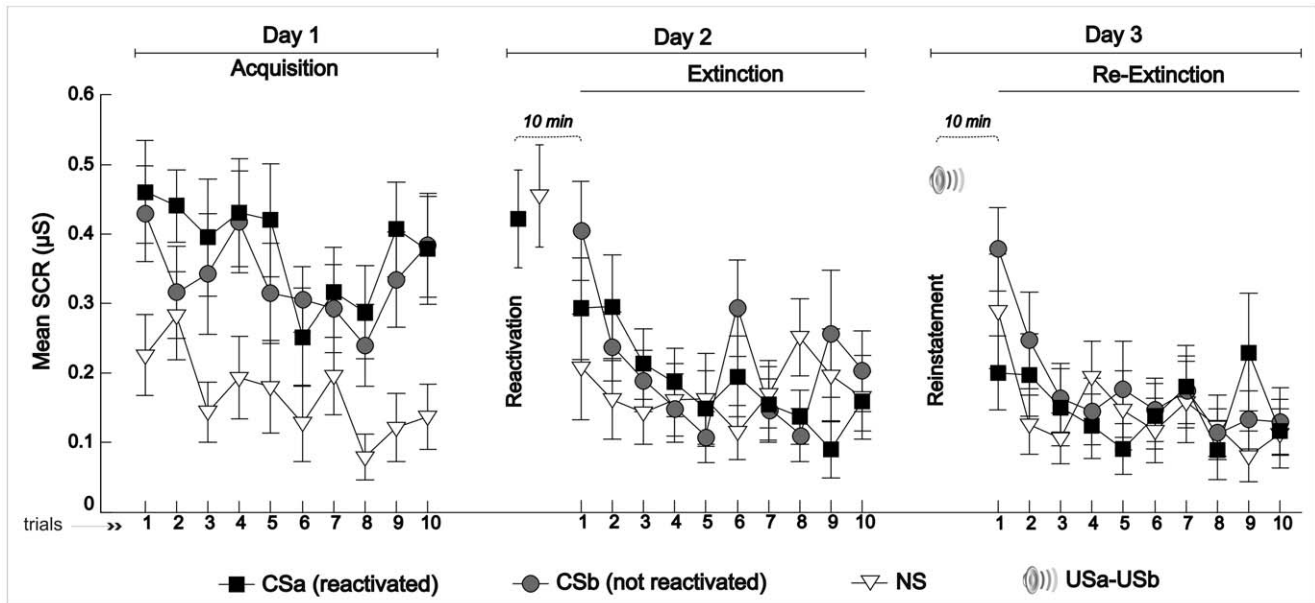 Day 1
Day 2
Day 3
Acquisition
Extinction
Re-Extinction
10 min
10 min
0.6
0.5
0.4
0.3
0.2
0.1
0
Mean SCR (µS)
Reactivation
Reinstatement
trials »
1 2 3 4 5 6 7 8 9 10
1 2 3 4 5 6 7 8 9 10
1 2 3 4 5 6 7 8 9 10
CSa (reactivated)
CSb (not reactivated)
NS
USa-USb